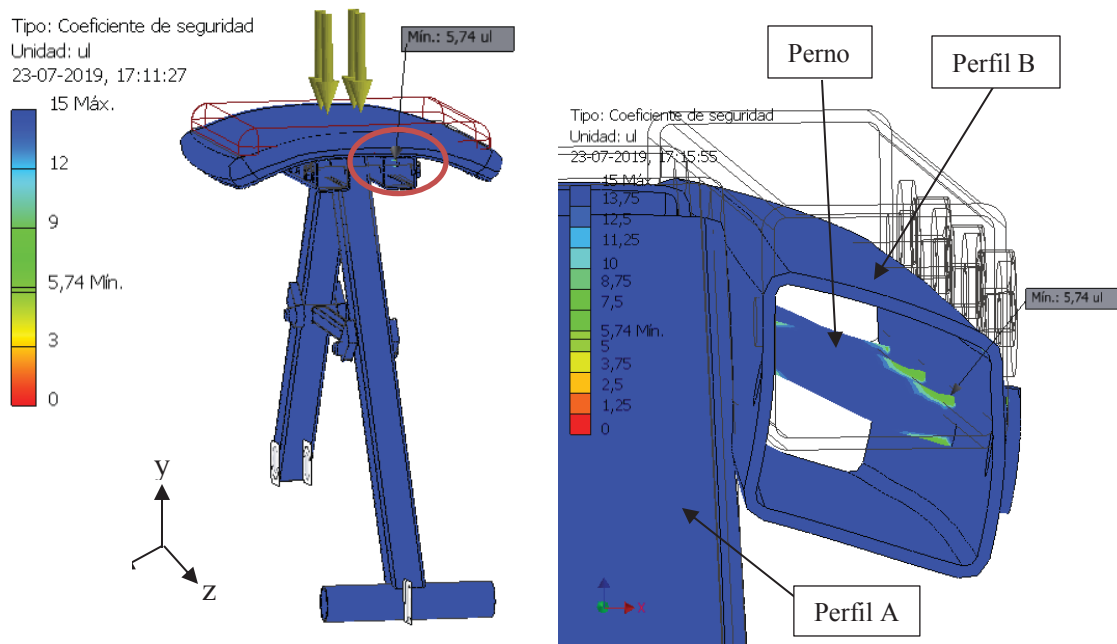 Tipo: Coeficiente de seguridad
Unidad: ul
23-07-2019, 17:11:27
15 Máx.
12
9
5,74 Mín.
3
0
Mín.: 5,74 ul
y
z
Perno
Perfil B
Tipo: Coeficiente de seguridad
Unidad: ul
23-07-2019, 17:15:55
15 Máx
13,75
12,5
11,25
10
8,75
7,5
5,74 Mín.
5
3,75
2,5
1,25
0
Mín.: 5,74 ul
X
Perfil A